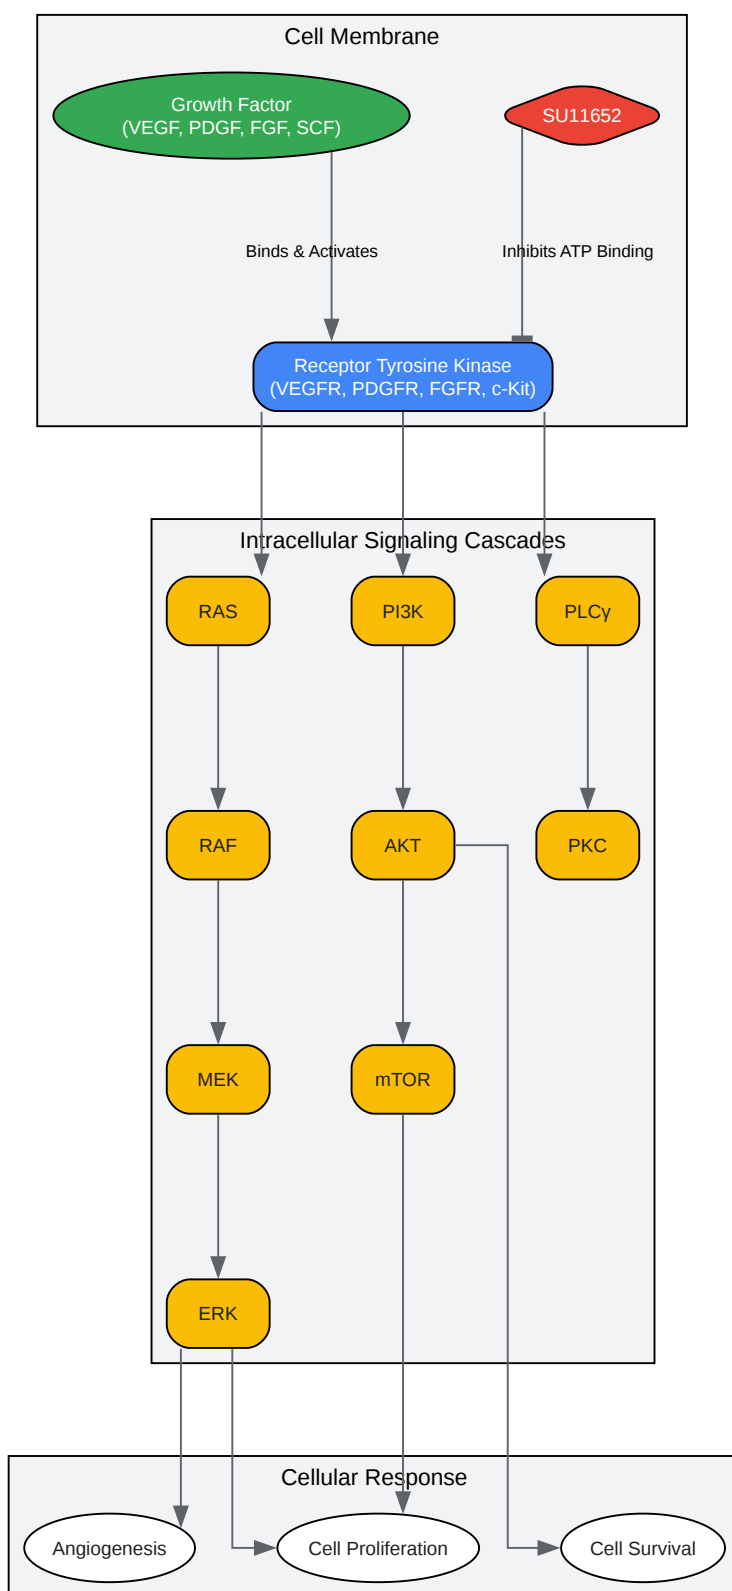 Cell Membrane
Growth Factor
(VEGF, PDGF, FGF, SCF)
SU11652
Binds & Activates
Inhibits ATP Binding
Receptor Tyrosine Kinase
(VEGFR, PDGFR, FGFR, c-Kit)
Intracellular Signaling Cascades
RAS
PI3K
PLCγ
RAF
AKT
PKC
MEK
mTOR
ERK
Cellular Response
Angiogenesis
Cell Proliferation
Cell Survival